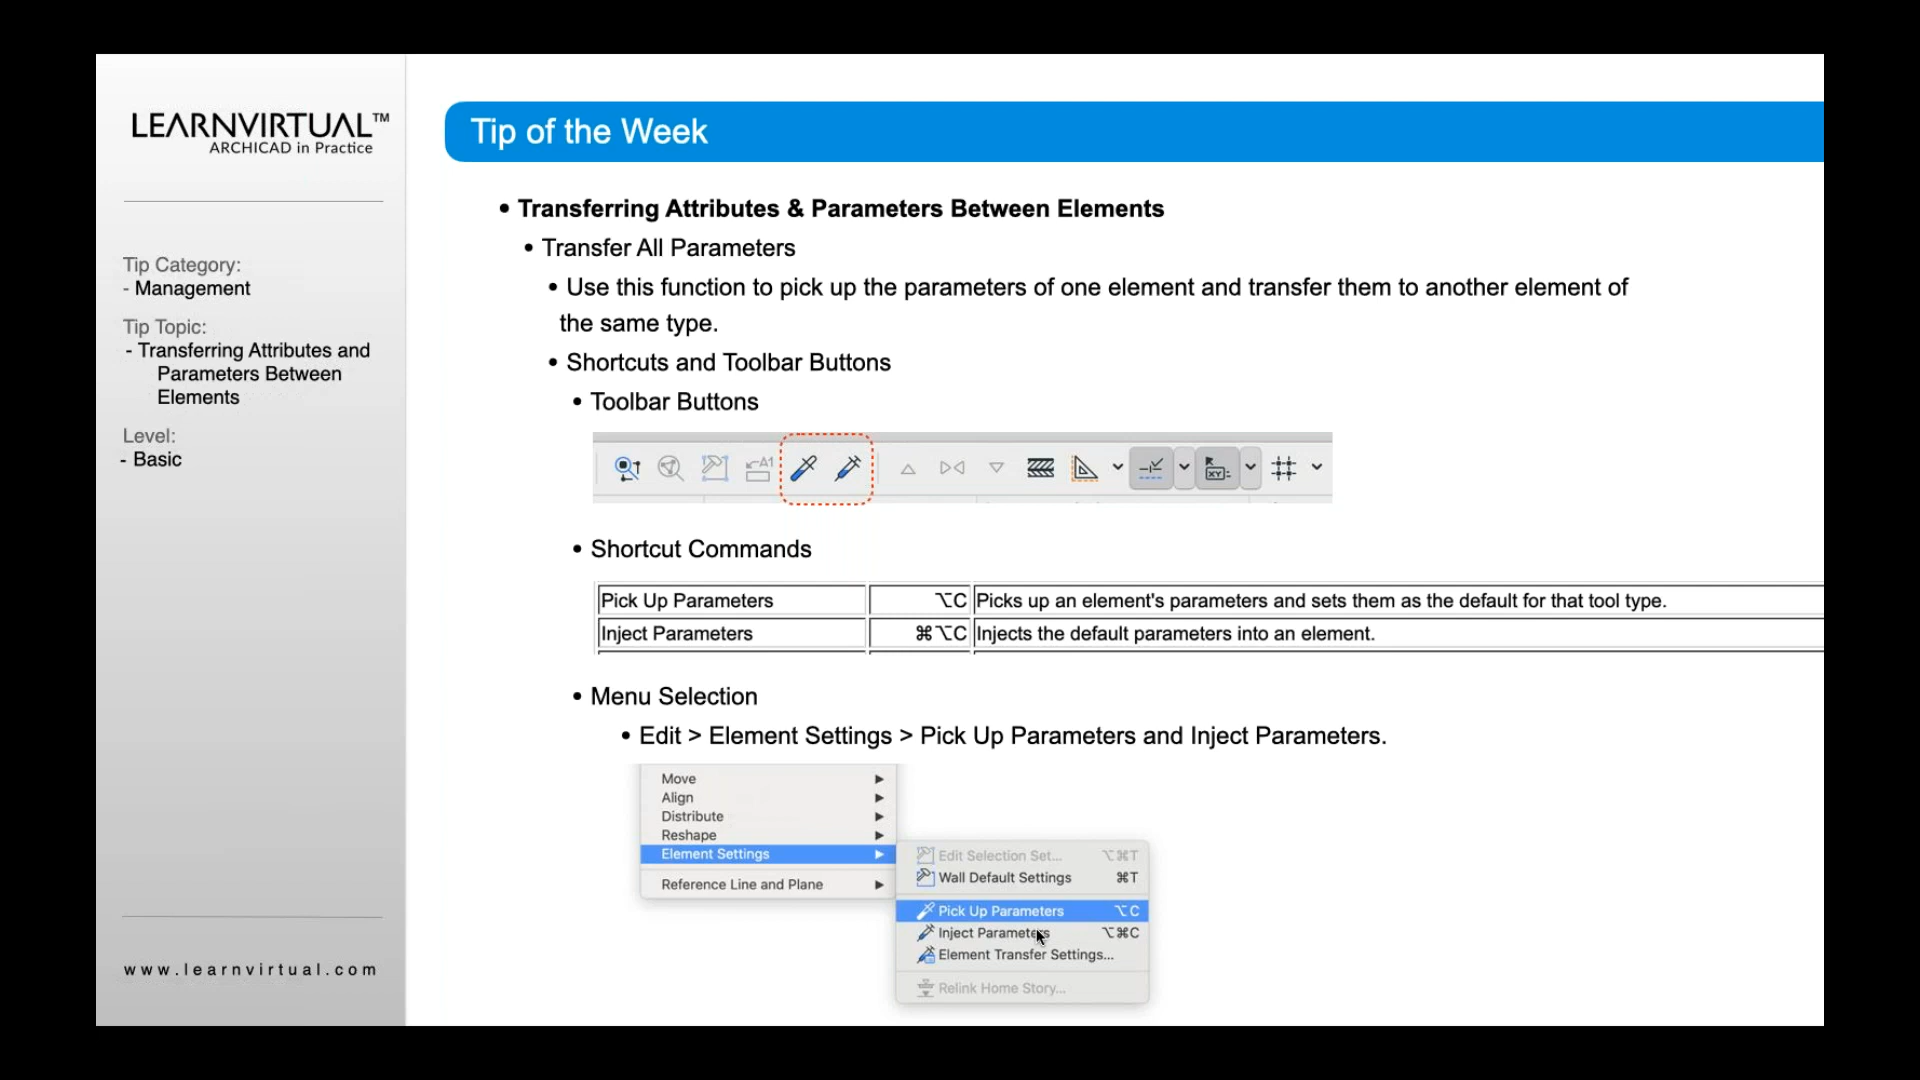 LEARNVIRTUAL™
ARCHICAD in Practice
Tip Category:
- Management
Tip Topic:
- Transferring Attributes and
Parameters Between
Elements
Level:
- Basic
www.learnvirtual.com
Tip of the Week
• Transferring Attributes & Parameters Between Elements
• Transfer All Parameters
• Use this function to pick up the parameters of one element and transfer them to another element of
the same type.
• Shortcuts and Toolbar Buttons
• Toolbar Buttons
A1
XY:
• Shortcut Commands
Pick Up Parameters ⌥C Picks up an element's parameters and sets them as the default for that tool type.
Inject Parameters ⌘⌥C Injects the default parameters into an element.
• Menu Selection
• Edit > Element Settings > Pick Up Parameters and Inject Parameters.
Move ▶
Align ▶
Distribute ▶
Reshape ▶
Element Settings ▶
Reference Line and Plane ▶
Edit Selection Set... ⌥⌘T
Wall Default Settings ⌘T
Pick Up Parameters ⌥C
Inject Parameters ⌥⌘C
Element Transfer Settings...
Relink Home Story...